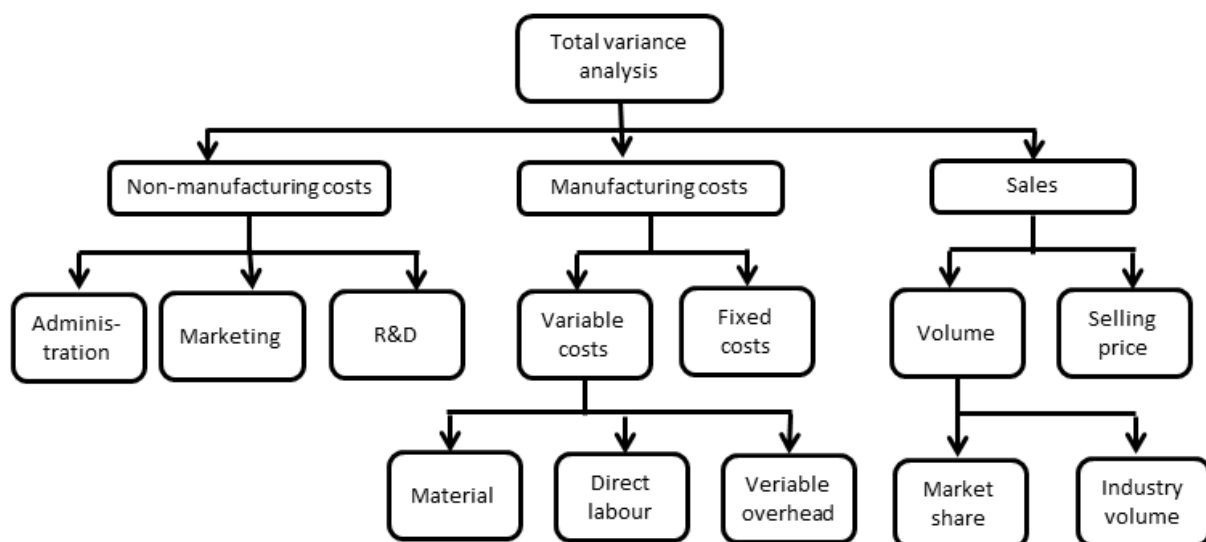 Total variance
analysis
Non-manufacturing costs
Manufacturing costs
Sales
Adminis-
tration
Marketing
R&D
Variable
costs
Fixed
costs
Volume
Selling
price
Material
Direct
labour
Veriable
overhead
Market
share
Industry
volume